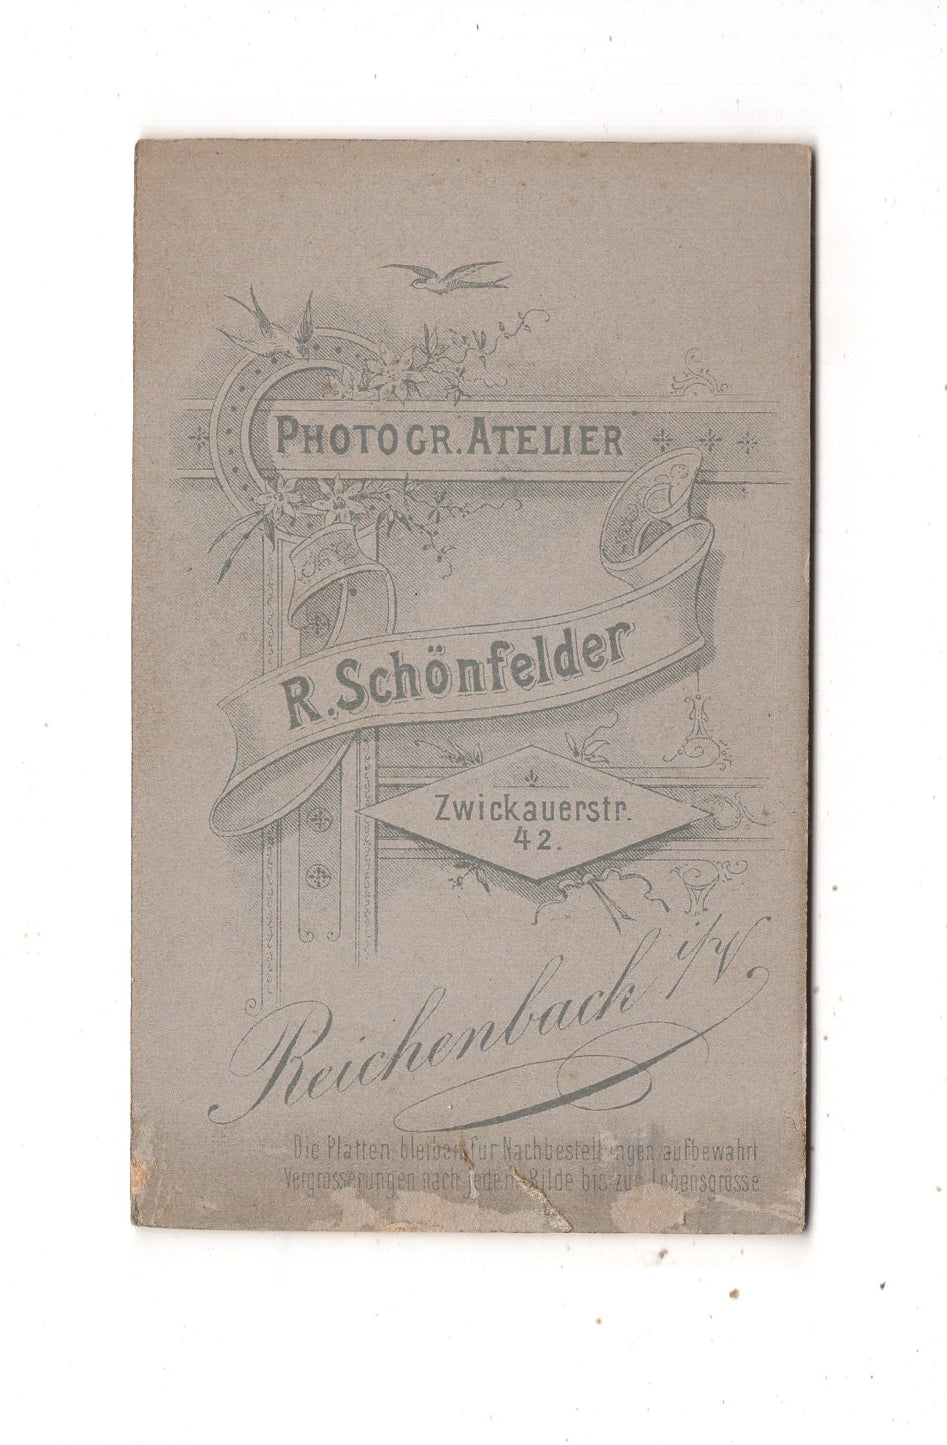 PHOTOGR. ATELIER
R. Schönfelder
Zwickauerstr.
42.
Reichenbach i/V.
Die Platten bleiben für Nachbestellungen aufbewahrt.
Vergrösserungen nach jedem Bilde bis zur Lebensgrösse.